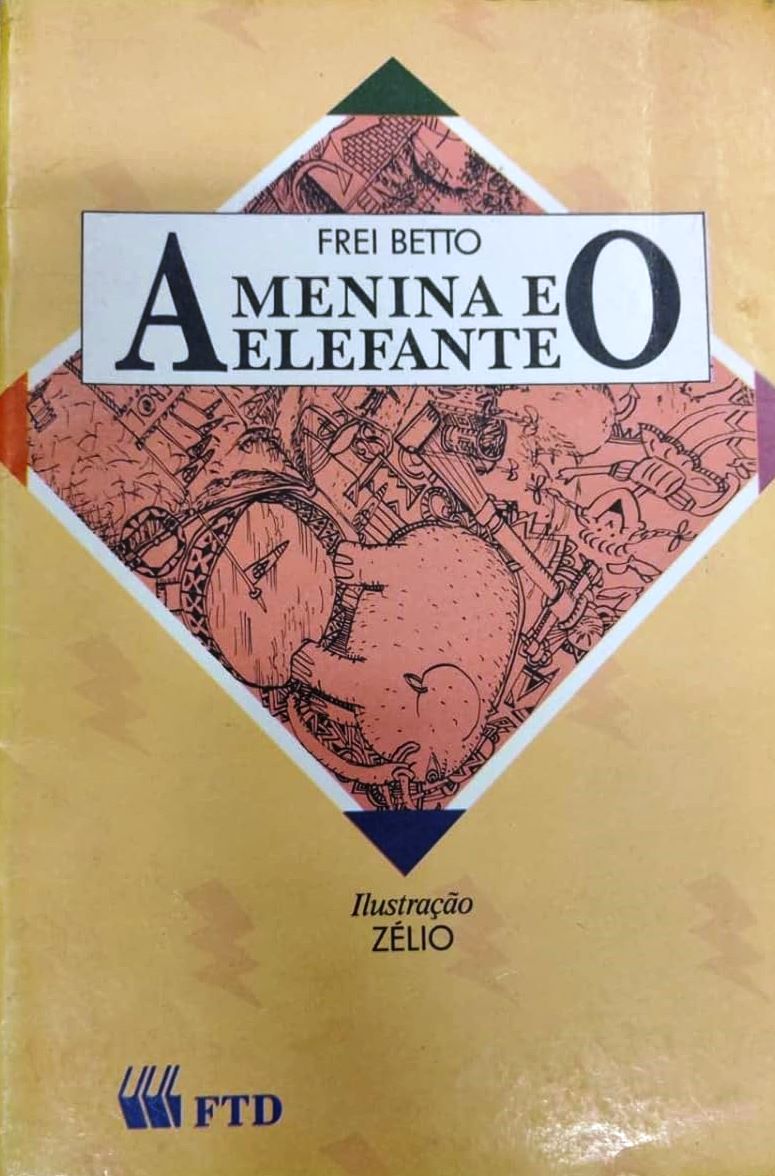 FREI BETTO
A MENINA E O
ELEFANTE
Ilustração
ZÉLIO
FTD